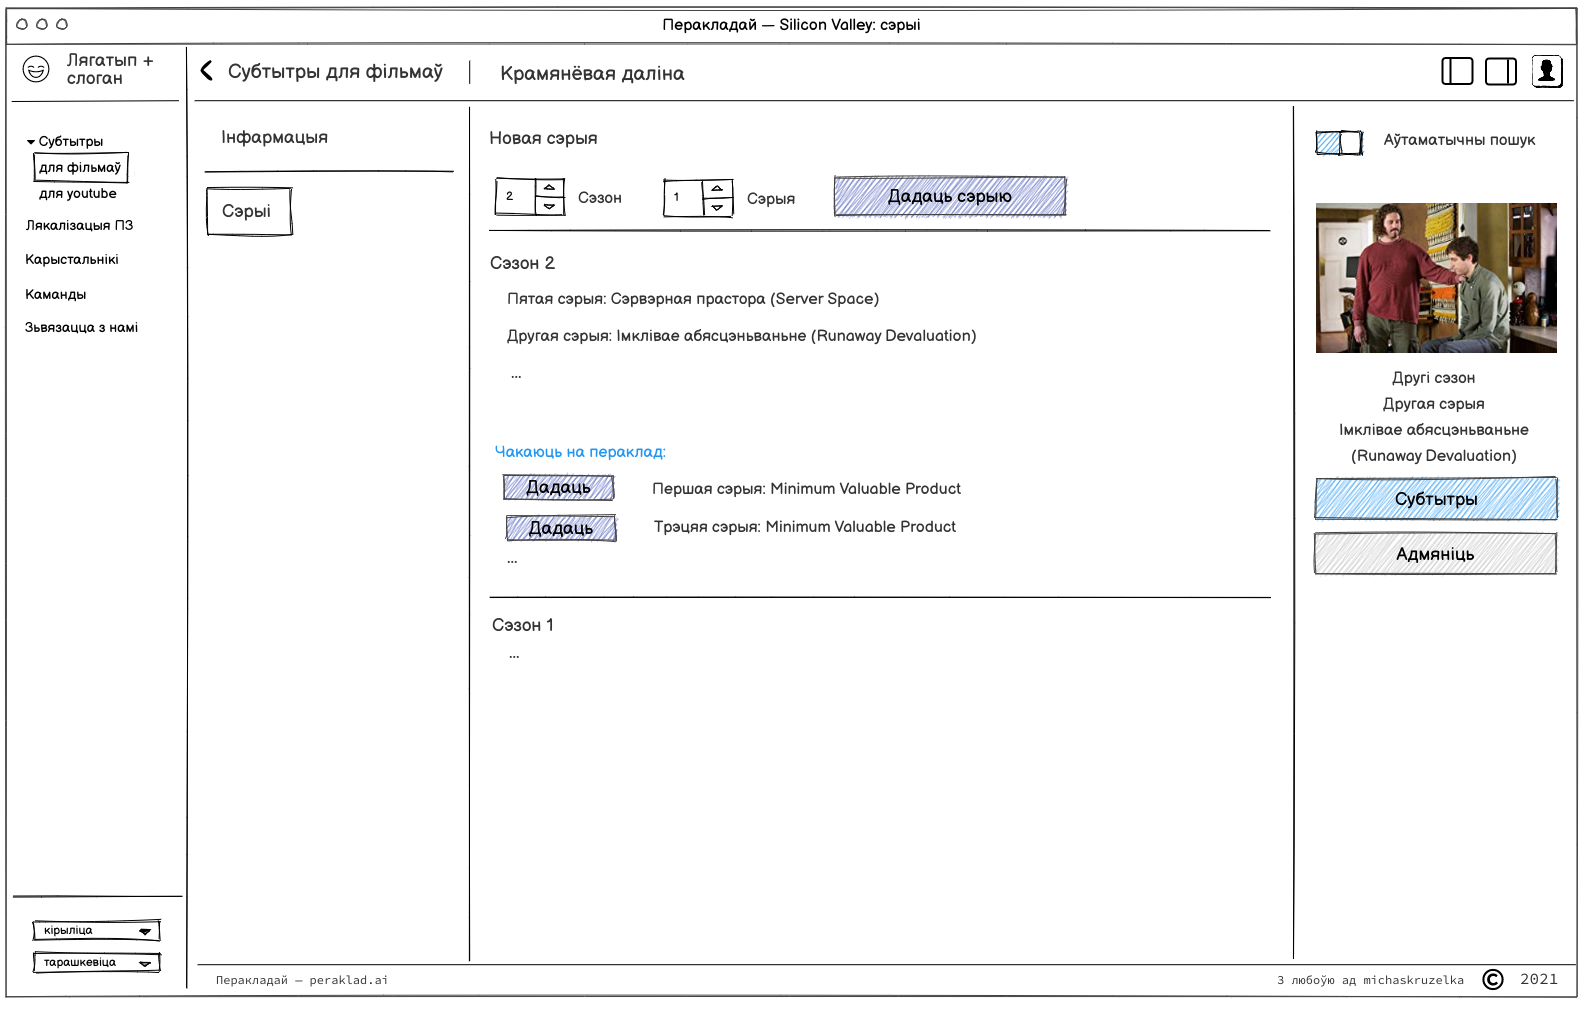 Перакладай — Silicon Valley: сэрыі
Лягатып +
слоган
Субтытры для фільмаў
Крамянёвая даліна
Субтытры
для фільмаў
для youtube
Лякалізацыя ПЗ
Карыстальнікі
Каманды
Зьвязацца з намі
кірыліца
тарашкевіца
Інфармацыя
Сэрыі
Новая сэрыя
2
Сэзон
1
Сэрыя
Дадаць сэрыю
Сэзон 2
Пятая сэрыя: Сэрвэрная прастора (Server Space)
Другая сэрыя: Імклівае абясцэньваньне (Runaway Devaluation)
...
Чакаюць на пераклад:
Дадаць
Першая сэрыя: Minimum Valuable Product
Дадаць
Трэцяя сэрыя: Minimum Valuable Product
...
Сэзон 1
...
Аўтаматычны пошук
Другі сэзон
Другая сэрыя
Імклівае абясцэньваньне
(Runaway Devaluation)
Субтытры
Адмяніць
Перакладай — peraklad.ai
З любоўю ад michaskruzelka
© 2021